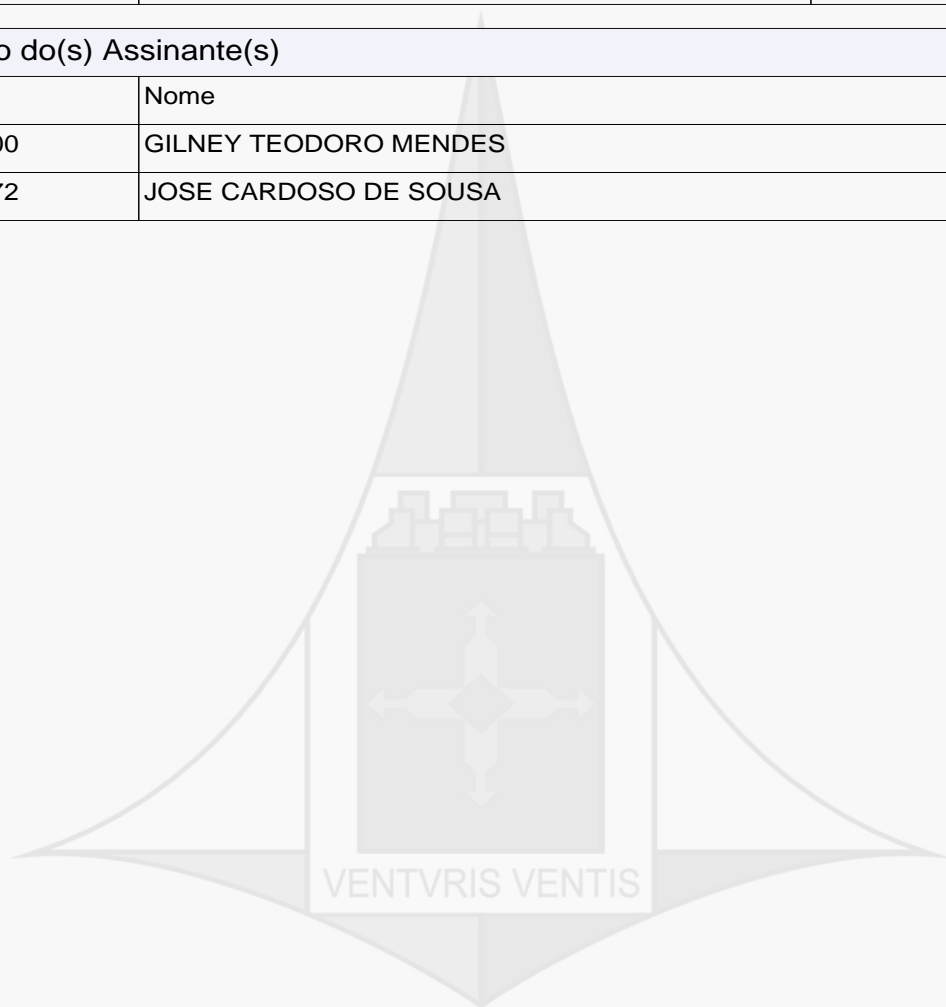 o do(s) Assinante(s)
Nome
00 GILNEY TEODORO MENDES
72 JOSE CARDOSO DE SOUSA
VENTVRIS VENTIS